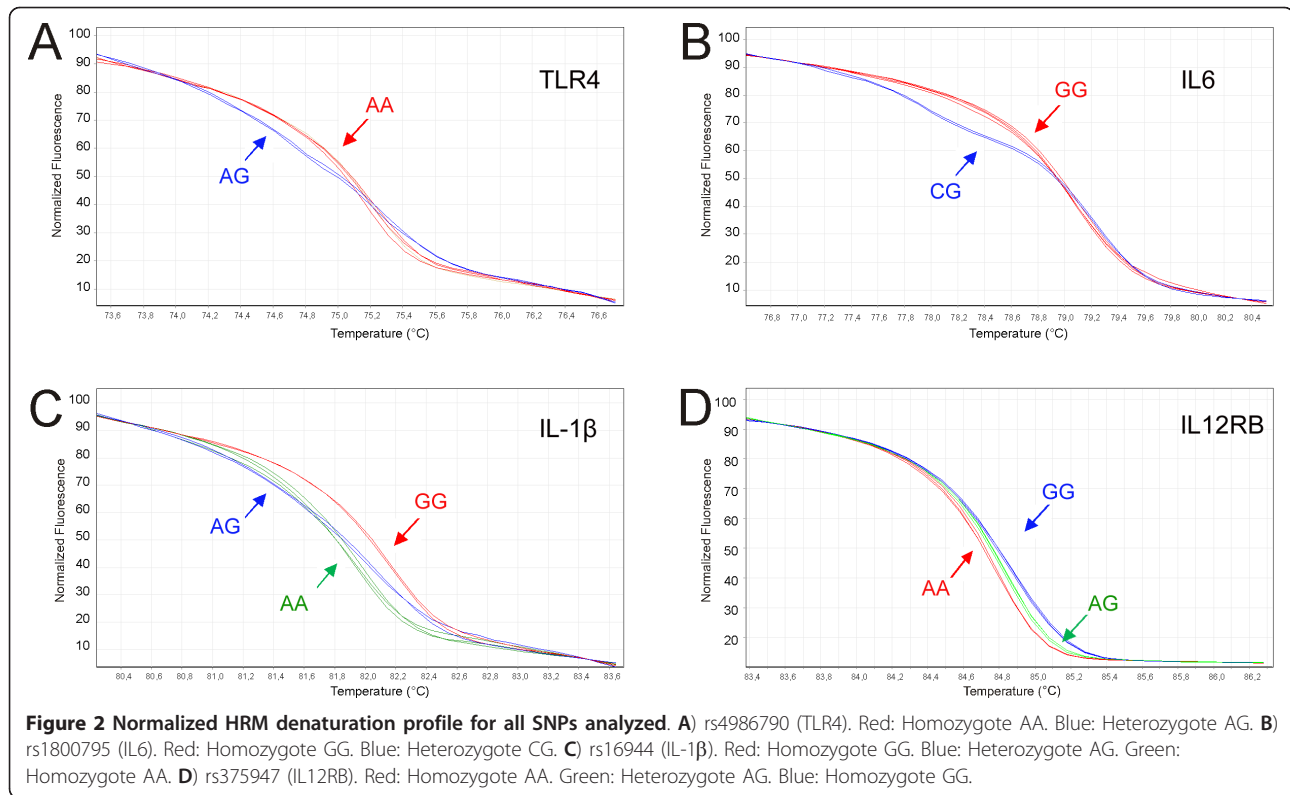 A
TLR4
100
90
80
70
60
50
40
30
20
10
Normalized Fluorescence
AA
AG
73,6 73,8 74,0 74,2 74,4 74,6 74,8 75,0 75,2 75,4 75,6 75,8 76,0 76,2 76,4 76,6
Temperature (°C)
B
IL6
100
90
80
70
60
50
40
30
20
10
Normalized Fluorescence
GG
CG
76,8 77,0 77,2 77,4 77,6 77,8 78,0 78,2 78,4 78,6 78,8 79,0 79,2 79,4 79,6 79,8 80,0 80,2 80,4
Temperature (°C)
C
IL-1β
100
90
80
70
60
50
40
30
20
10
Normalized Fluorescence
AG
GG
AA
80,4 80,6 80,8 81,0 81,2 81,4 81,6 81,8 82,0 82,2 82,4 82,6 82,8 83,0 83,2 83,4 83,6
Temperature (°C)
D
IL12RB
100
90
80
70
60
50
40
30
20
Normalized Fluorescence
GG
AA
AG
83,4 83,6 83,8 84,0 84,2 84,4 84,6 84,8 85,0 85,2 85,4 85,6 85,8 86,0 86,2
Temperature (°C)
Figure 2 Normalized HRM denaturation profile for all SNPs analyzed. A) rs4986790 (TLR4). Red: Homozygote AA. Blue: Heterozygote AG. B)
rs1800795 (IL6). Red: Homozygote GG. Blue: Heterozygote CG. C) rs16944 (IL-1β). Red: Homozygote GG. Blue: Heterozygote AG. Green:
Homozygote AA. D) rs375947 (IL12RB). Red: Homozygote AA. Green: Heterozygote AG. Blue: Homozygote GG.